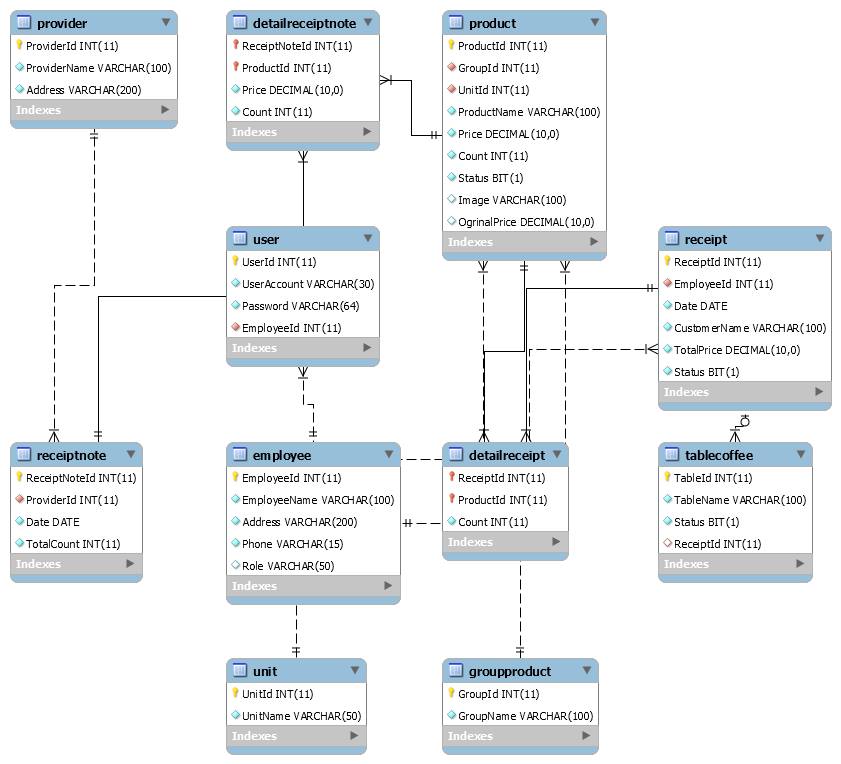 provider
ProviderId INT(11)
ProviderName VARCHAR(100)
Address VARCHAR(200)
Indexes
detailreceiptnote
ReceiptNoteId INT(11)
ProductId INT(11)
Price DECIMAL(10,0)
Count INT(11)
Indexes
product
ProductId INT(11)
GroupId INT(11)
UnitId INT(11)
ProductName VARCHAR(100)
Price DECIMAL(10,0)
Count INT(11)
Status BIT(1)
Image VARCHAR(100)
OgrinalPrice DECIMAL(10,0)
Indexes
user
UserId INT(11)
UserAccount VARCHAR(30)
Password VARCHAR(64)
EmployeeId INT(11)
Indexes
receipt
ReceiptId INT(11)
EmployeeId INT(11)
Date DATE
CustomerName VARCHAR(100)
TotalPrice DECIMAL(10,0)
Status BIT(1)
Indexes
receiptnote
ReceiptNoteId INT(11)
ProviderId INT(11)
Date DATE
TotalCount INT(11)
Indexes
employee
EmployeeId INT(11)
EmployeeName VARCHAR(100)
Address VARCHAR(200)
Phone VARCHAR(15)
Role VARCHAR(50)
Indexes
detailreceipt
ReceiptId INT(11)
ProductId INT(11)
Count INT(11)
Indexes
tablecoffee
TableId INT(11)
TableName VARCHAR(100)
Status BIT(1)
ReceiptId INT(11)
Indexes
unit
UnitId INT(11)
UnitName VARCHAR(50)
Indexes
groupproduct
GroupId INT(11)
GroupName VARCHAR(100)
Indexes